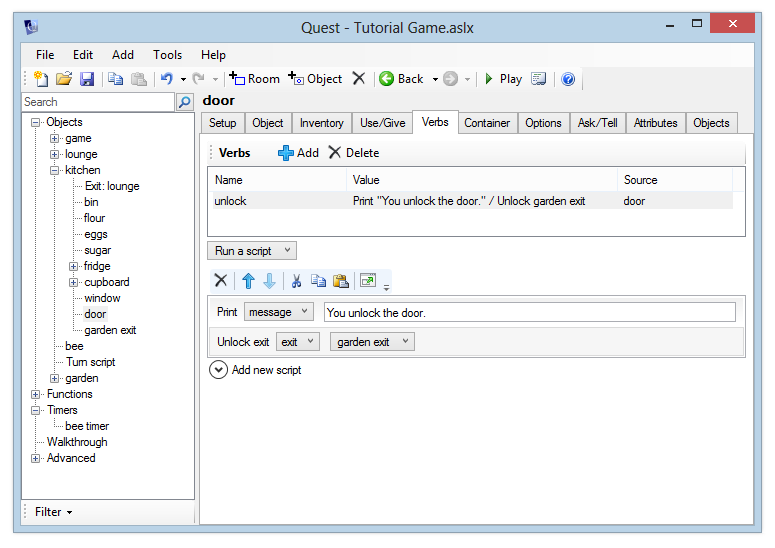 Quest - Tutorial Game.aslx
File Edit Add Tools Help
Room Object Back Play
Search
door
Setup Object Inventory Use/Give Verbs Container Options Ask/Tell Attributes Objects
Objects
game
lounge
kitchen
Exit: lounge
bin
flour
eggs
sugar
fridge
cupboard
window
door
garden exit
bee
Turn script
garden
Functions
Timers
bee timer
Walkthrough
Advanced
Filter
Verbs Add Delete
Name Value Source
unlock Print "You unlock the door." / Unlock garden exit door
Run a script
Print message You unlock the door.
Unlock exit exit garden exit
Add new script